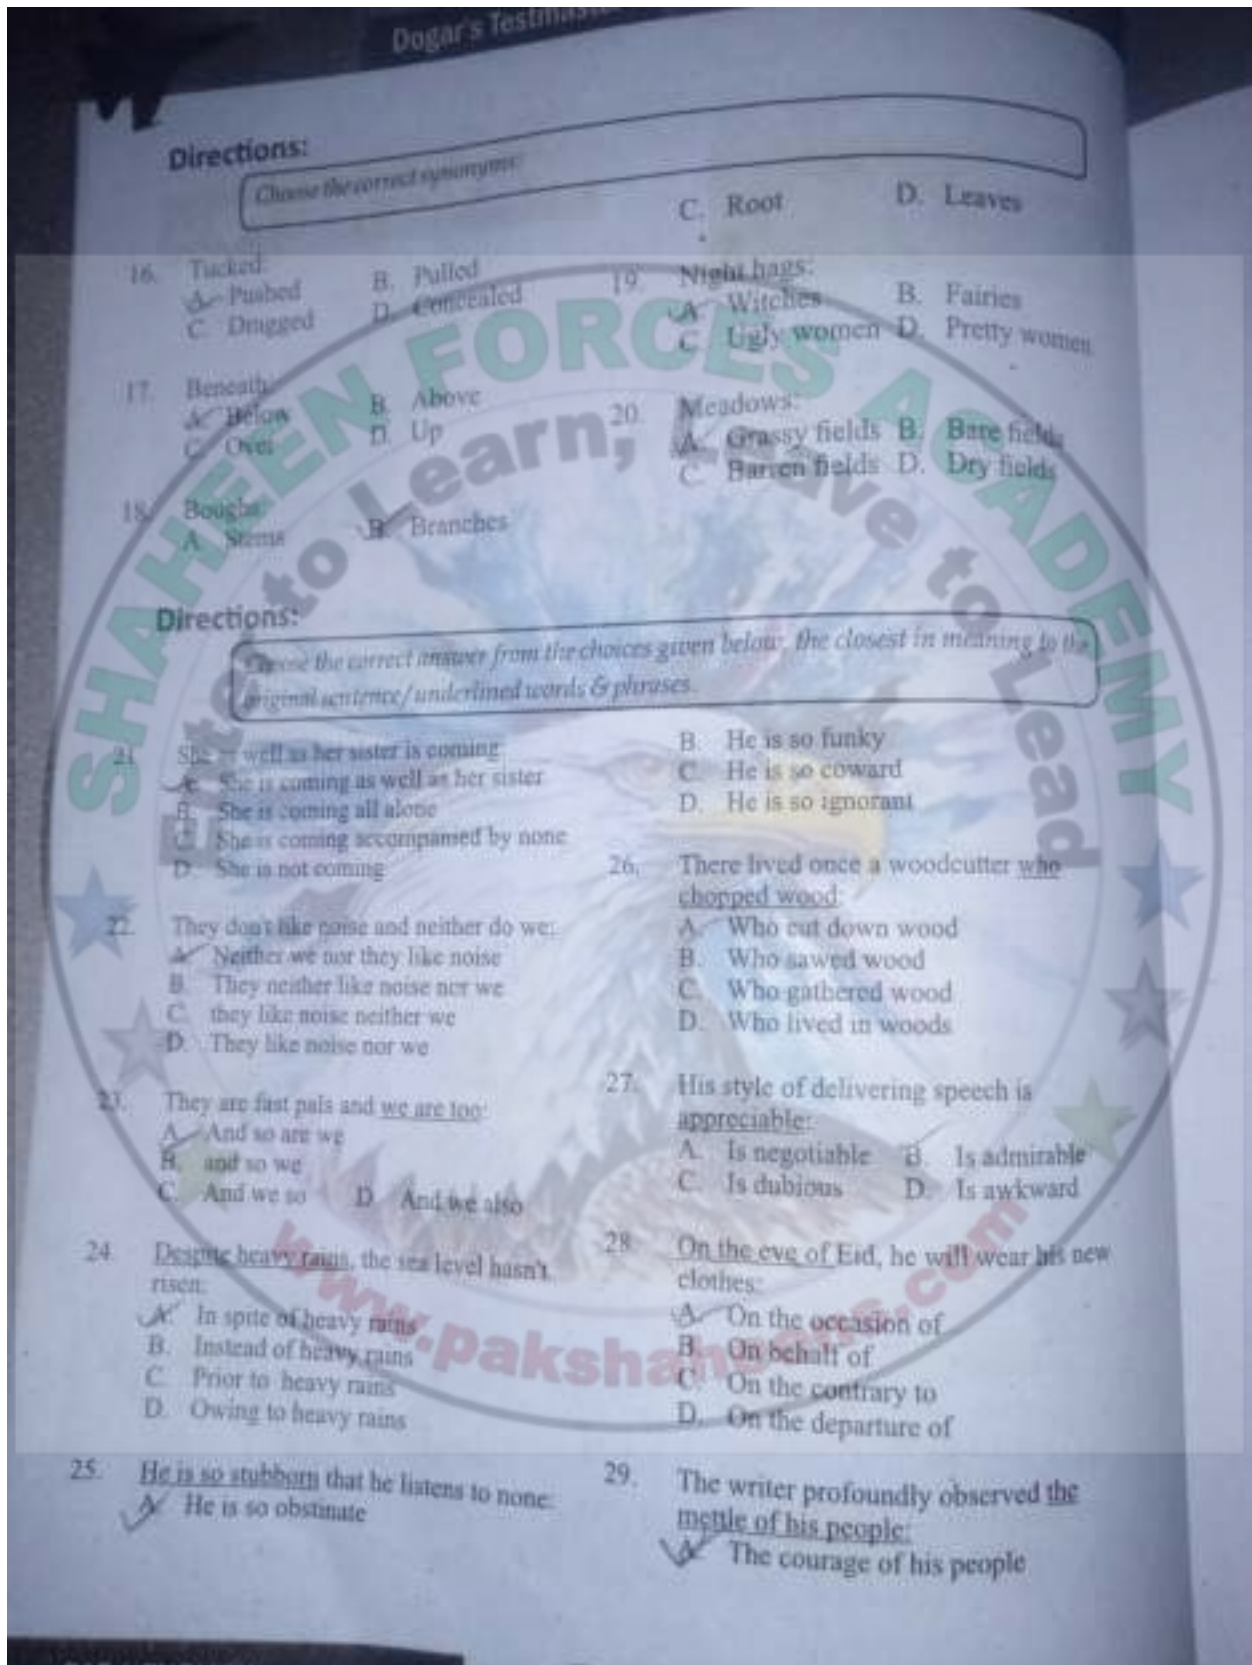 Dogar's
Directions:
Choose the correct synonyms:
16. Tucked:
A. Pushed B. Pulled
C. Dragged D. Concealed
17. Beneath:
A. Below B. Above
C. Over D. Up
18. Boughs:
A. Stems B. Branches
C. Root D. Leaves
19. Night hags:
A. Witches B. Fairies
C. Ugly women D. Pretty women
20. Meadows:
A. Grassy fields B. Bare fields
C. Barren fields D. Dry fields
Directions:
Choose the correct answer from the choices given below, the closest in meaning to the
original sentence/underlined words & phrases.
21. She as well as her sister is coming:
A. She is coming as well as her sister
B. She is coming all alone
C. She is coming accompanied by none
D. She is not coming
22. They don't like noise and neither do we:
A. Neither we nor they like noise
B. They neither like noise nor we
C. they like noise neither we
D. They like noise nor we
23. They are fast pals and we are too:
A. And so are we
B. and so we
C. And we so D. And we also
24. Despite heavy rains, the sea level hasn't
risen:
A. In spite of heavy rains
B. Instead of heavy rains
C. Prior to heavy rains
D. Owing to heavy rains
25. He is so stubborn that he listens to none:
A. He is so obstinate
B. He is so funky
C. He is so coward
D. He is so ignorant
26. There lived once a woodcutter who
chopped wood:
A. Who cut down wood
B. Who sawed wood
C. Who gathered wood
D. Who lived in woods
27. His style of delivering speech is
appreciable:
A. Is negotiable B. Is admirable
C. Is dubious D. Is awkward
28. On the eve of Eid, he will wear his new
clothes:
A. On the occasion of
B. On behalf of
C. On the contrary to
D. On the departure of
29. The writer profoundly observed the
mettle of his people:
A. The courage of his people
SHAHEEN FORCES ACADEMY
Enter to Learn, Leave to Lead
www.pakshaheens.com